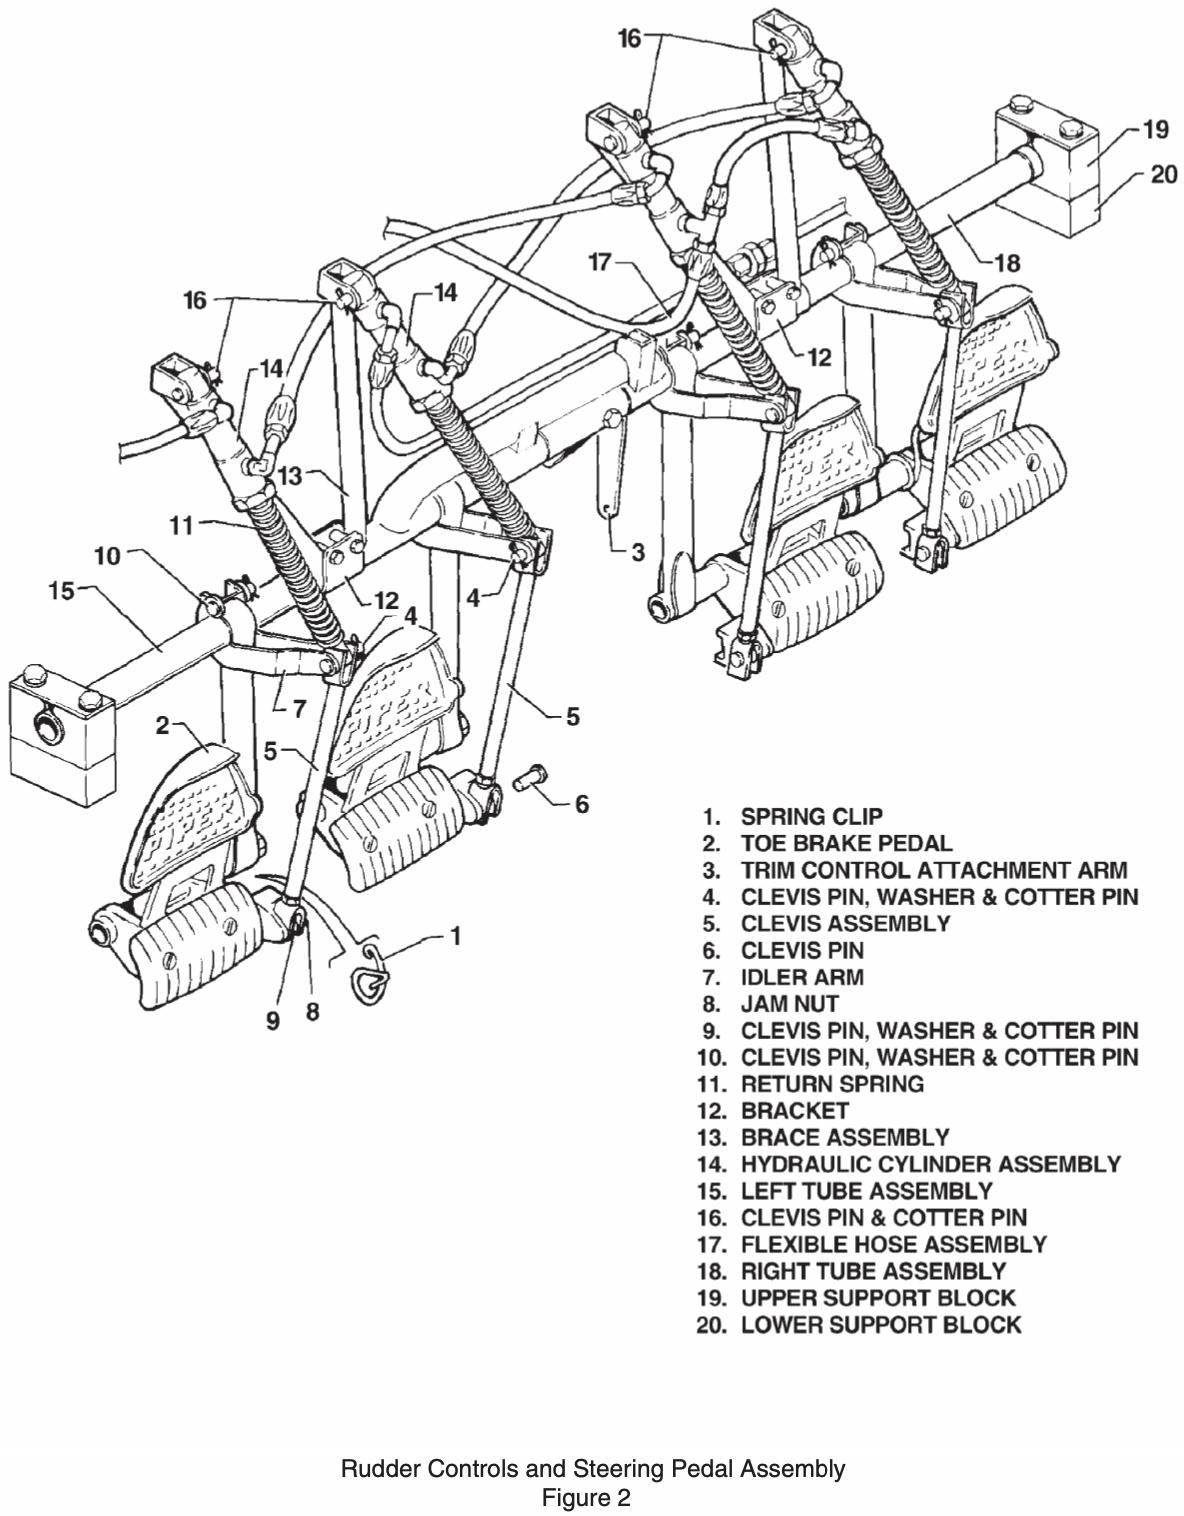 16
19
20
17
18
16
14
12
14
13
11
3
10
15
12
4
4
7
5
2
5
6
1
9
8
PIPER
PIPER
PIPER
PIPER
1. SPRING CLIP
2. TOE BRAKE PEDAL
3. TRIM CONTROL ATTACHMENT ARM
4. CLEVIS PIN, WASHER & COTTER PIN
5. CLEVIS ASSEMBLY
6. CLEVIS PIN
7. IDLER ARM
8. JAM NUT
9. CLEVIS PIN, WASHER & COTTER PIN
10. CLEVIS PIN, WASHER & COTTER PIN
11. RETURN SPRING
12. BRACKET
13. BRACE ASSEMBLY
14. HYDRAULIC CYLINDER ASSEMBLY
15. LEFT TUBE ASSEMBLY
16. CLEVIS PIN & COTTER PIN
17. FLEXIBLE HOSE ASSEMBLY
18. RIGHT TUBE ASSEMBLY
19. UPPER SUPPORT BLOCK
20. LOWER SUPPORT BLOCK
Rudder Controls and Steering Pedal Assembly
Figure 2